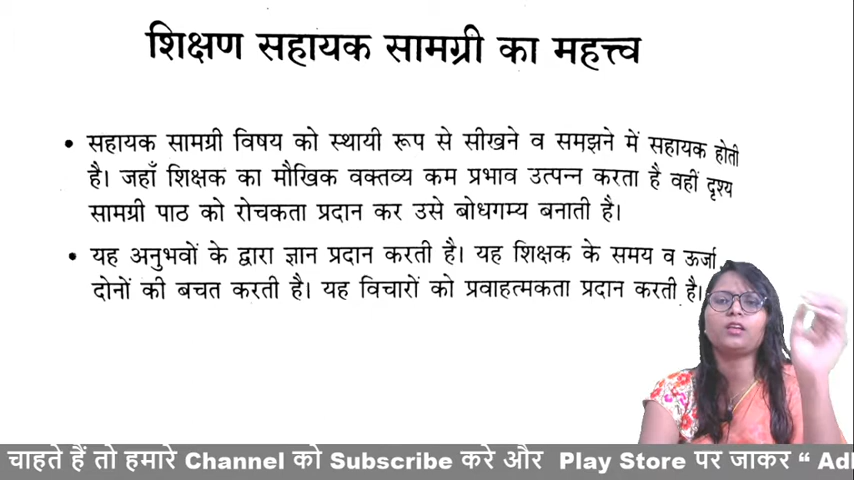 शिक्षण सहायक सामग्री का महत्त्व
• सहायक सामग्री विषय को स्थायी रूप से सीखने व समझने में सहायक होती
है। जहाँ शिक्षक का मौखिक वक्तव्य कम प्रभाव उत्पन्न करता है वहीं दृश्य
सामग्री पाठ को रोचकता प्रदान कर उसे बोधगम्य बनाती है।
• यह अनुभवों के द्वारा ज्ञान प्रदान करती है। यह शिक्षक के समय व ऊर्जा
दोनों की बचत करती है। यह विचारों को प्रवाहत्मकता प्रदान करती है।
चाहते हैं तो हमारे Channel को Subscribe करे और Play Store पर जाकर “